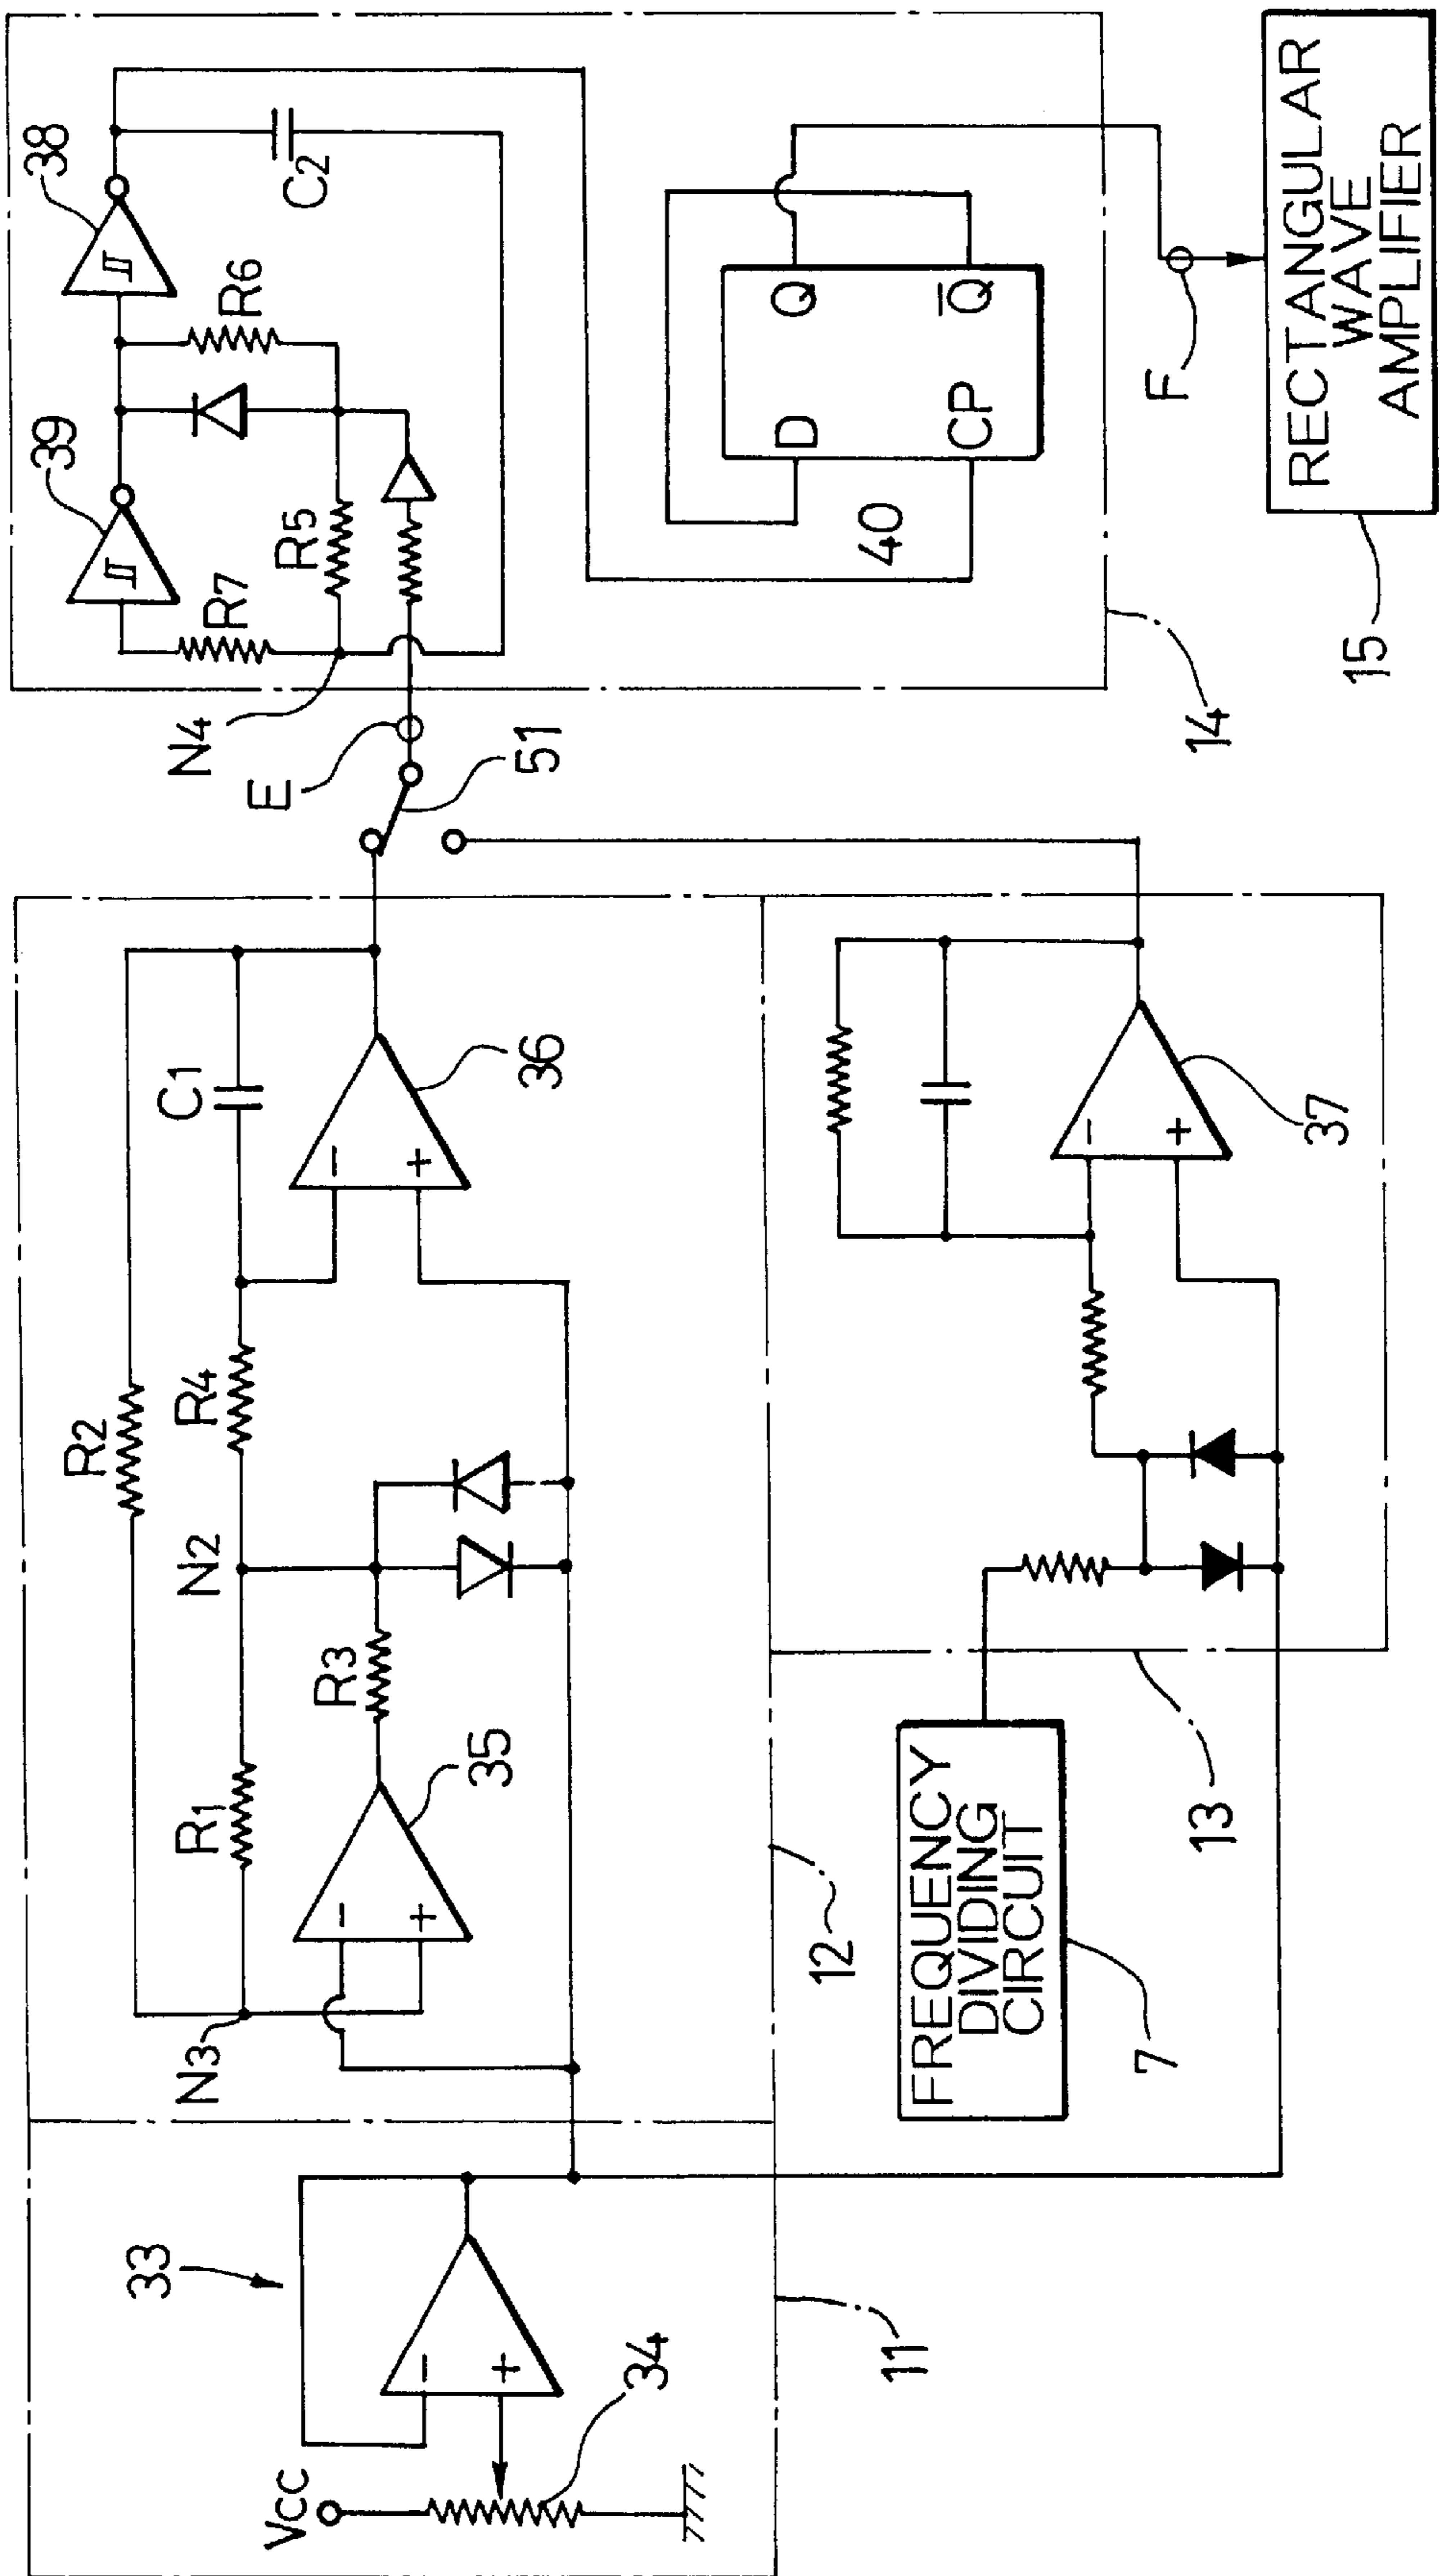 33
VCC
34
11
N3
R1
R2
N2
R3
R4
C1
−
+
35
−
+
36
−
+
12
FREQUENCY
DIVIDING
CIRCUIT
7
13
−
+
37
51
E
N4
R7
39
R5
R6
38
C2
D
Q
CP
Q̅
40
14
F
RECTANGULAR
WAVE
AMPLIFIER
15